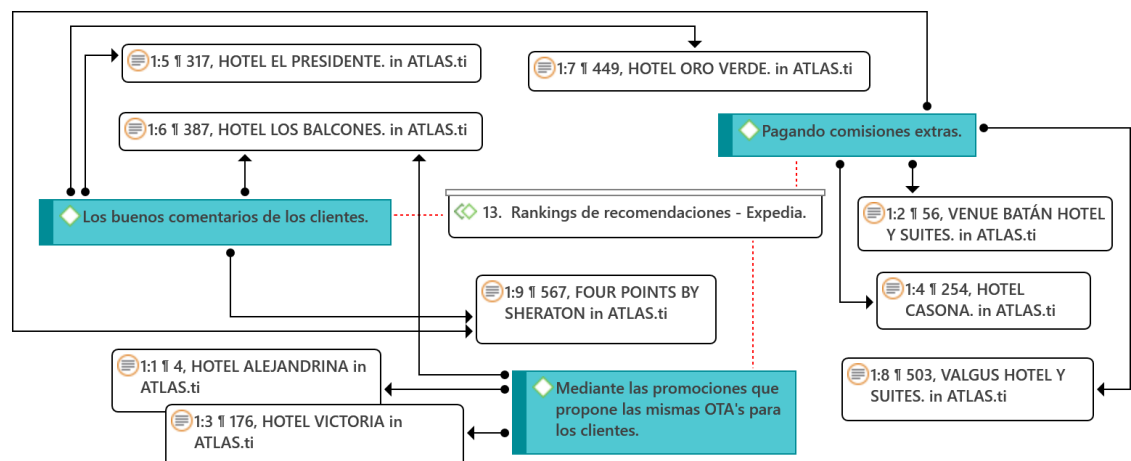 1:5 ¶ 317, HOTEL EL PRESIDENTE. in ATLAS.ti
1:7 ¶ 449, HOTEL ORO VERDE. in ATLAS.ti
1:6 ¶ 387, HOTEL LOS BALCONES. in ATLAS.ti
Pagando comisiones extras.
Los buenos comentarios de los clientes.
13. Rankings de recomendaciones - Expedia.
1:2 ¶ 56, VENUE BATÁN HOTEL
Y SUITES. in ATLAS.ti
1:9 ¶ 567, FOUR POINTS BY
SHERATON in ATLAS.ti
1:4 ¶ 254, HOTEL
CASONA. in ATLAS.ti
1:1 ¶ 4, HOTEL ALEJANDRINA in
ATLAS.ti
1:8 ¶ 503, VALGUS HOTEL Y
SUITES. in ATLAS.ti
Mediante las promociones que
propone las mismas OTA's para
los clientes.
1:3 ¶ 176, HOTEL VICTORIA in
ATLAS.ti